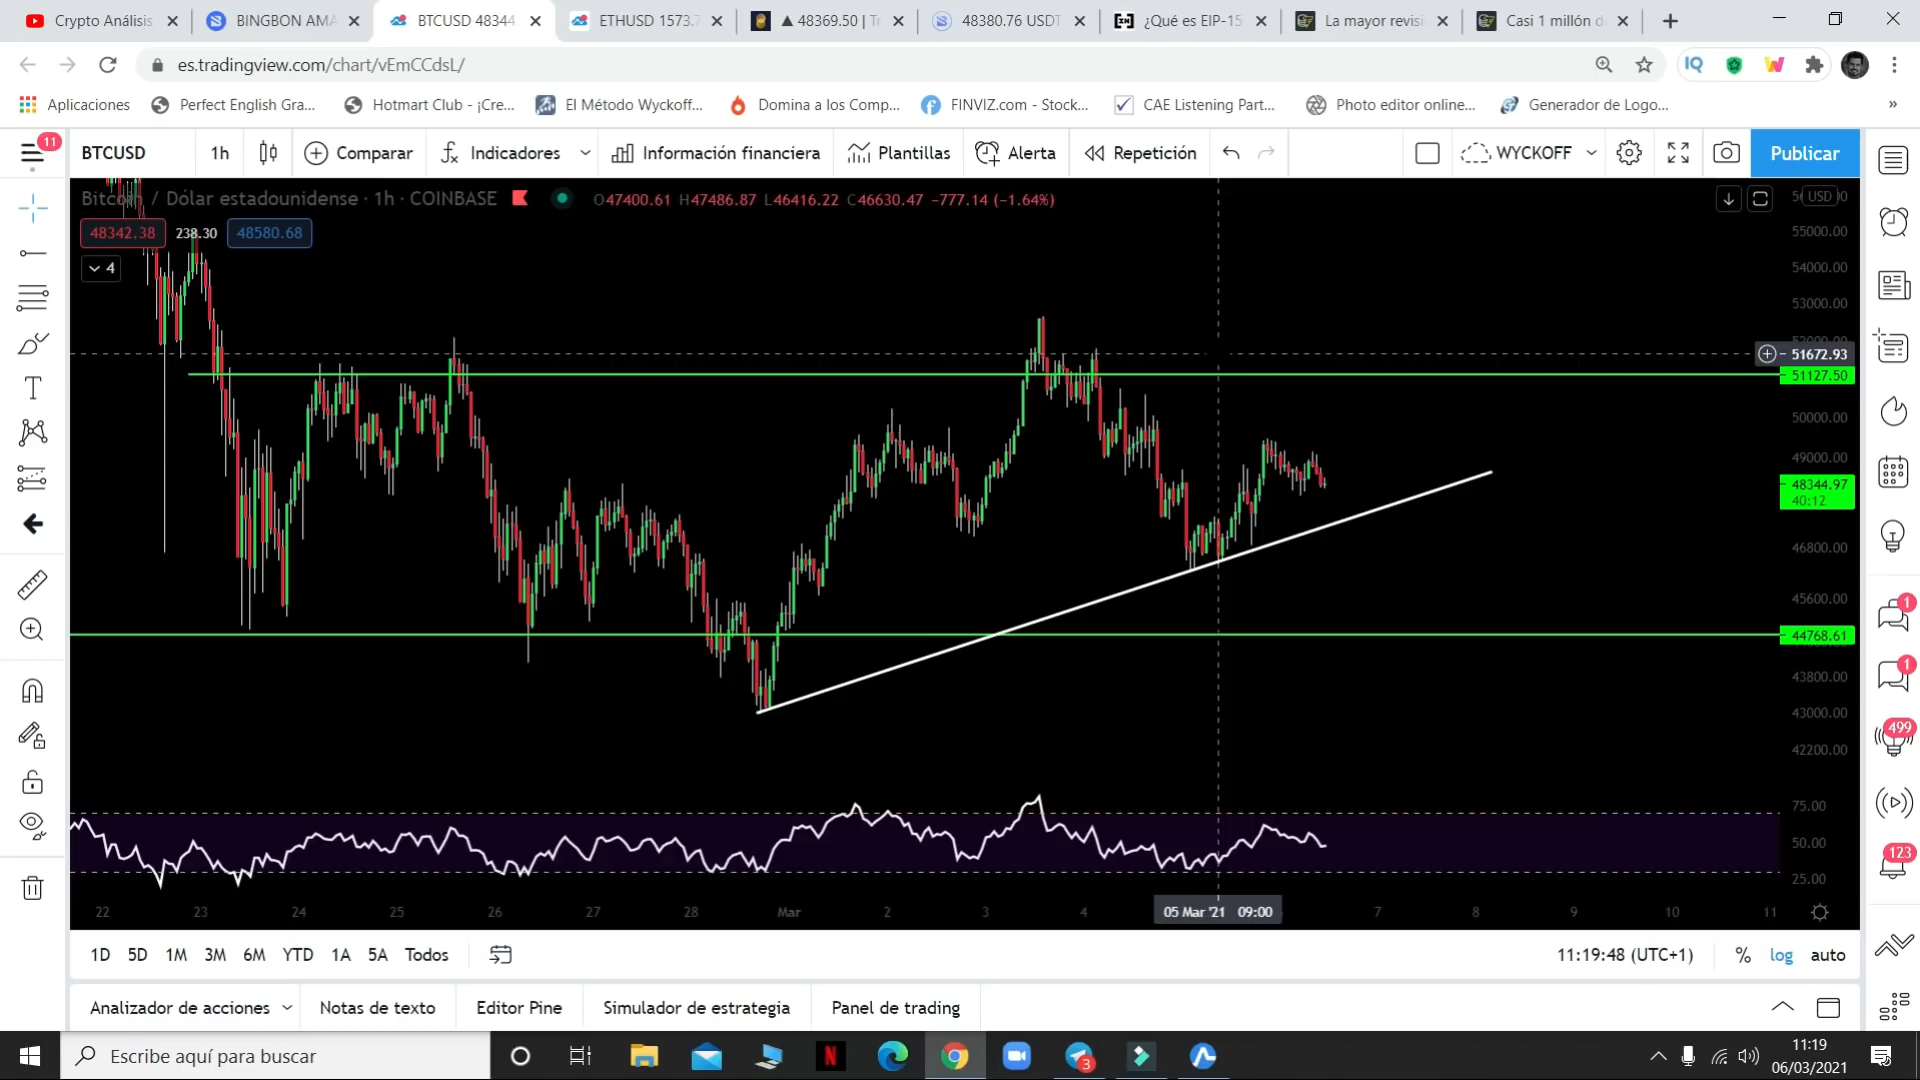 Crypto Análisis
BINGBON AMA
BTCUSD 48344
ETHUSD 1573.7
▲ 48369.50 | Tr
48380.76 USDT
¿Qué es EIP-15
La mayor revisi
Casi 1 millón d
es.tradingview.com/chart/vEmCCdsL/
Aplicaciones
Perfect English Gra...
Hotmart Club - ¡Cre...
El Método Wyckoff...
Domina a los Comp...
FINVIZ.com - Stock...
CAE Listening Part...
Photo editor online...
Generador de Logo...
»
11
BTCUSD
1h
Comparar
Indicadores
Información financiera
Plantillas
Alerta
Repetición
WYCKOFF
Publicar
Bitcoin / Dólar estadounidense · 1h · COINBASE
O47400.61 H47486.87 L46416.22 C46630.47 −777.14 (−1.64%)
48342.38
238.30
48580.68
4
USD
55000.00
54000.00
53000.00
51672.93
51127.50
50000.00
49000.00
48344.97
40:12
46800.00
45600.00
44768.61
43800.00
43000.00
42200.00
75.00
50.00
25.00
22
23
24
25
26
27
28
Mar
2
3
4
05 Mar '21 09:00
7
8
9
10
11
1
1
499
123
1D
5D
1M
3M
6M
YTD
1A
5A
Todos
11:19:48 (UTC+1)
%
log
auto
Analizador de acciones
Notas de texto
Editor Pine
Simulador de estrategia
Panel de trading
Escribe aquí para buscar
3
11:19
06/03/2021